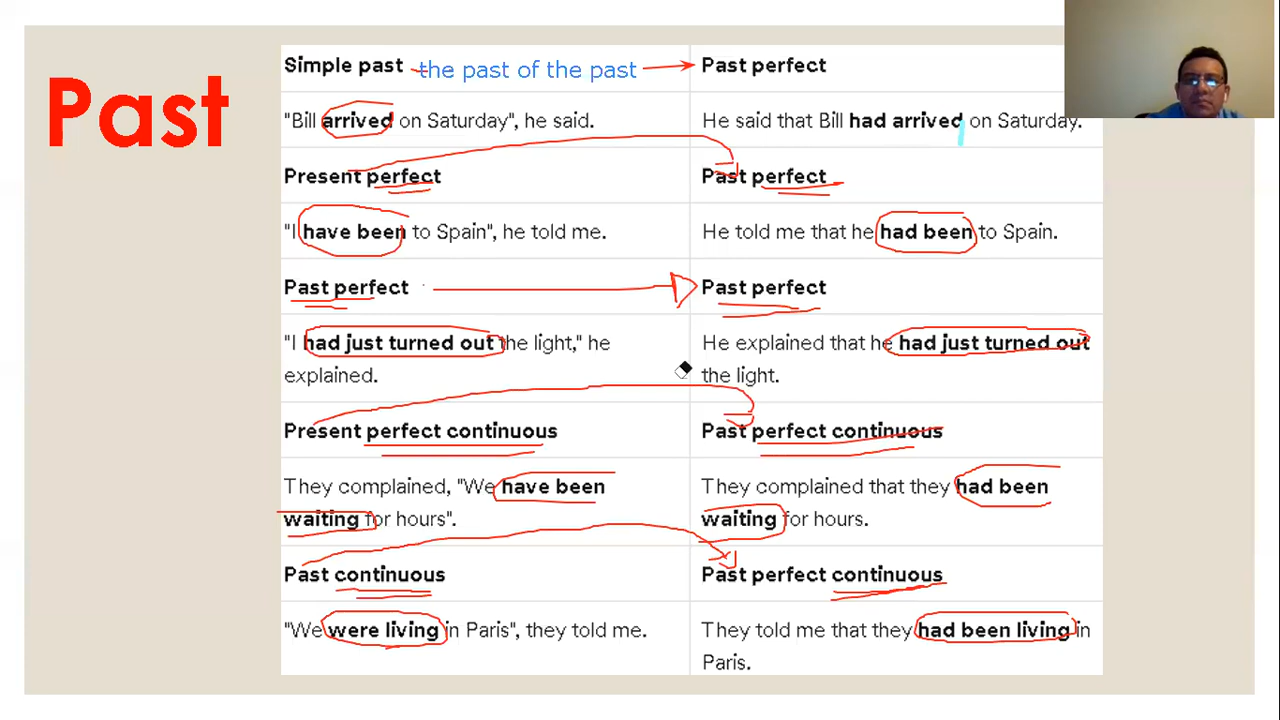 Past
Simple past the past of the past Past perfect
"Bill arrived on Saturday", he said. He said that Bill had arrived on Saturday.
Present perfect Past perfect
"I have been to Spain", he told me. He told me that he had been to Spain.
Past perfect Past perfect
"I had just turned out the light," he He explained that he had just turned out
explained. the light.
Present perfect continuous Past perfect continuous
They complained, "We have been They complained that they had been
waiting for hours". waiting for hours.
Past continuous Past perfect continuous
"We were living in Paris", they told me. They told me that they had been living in
Paris.